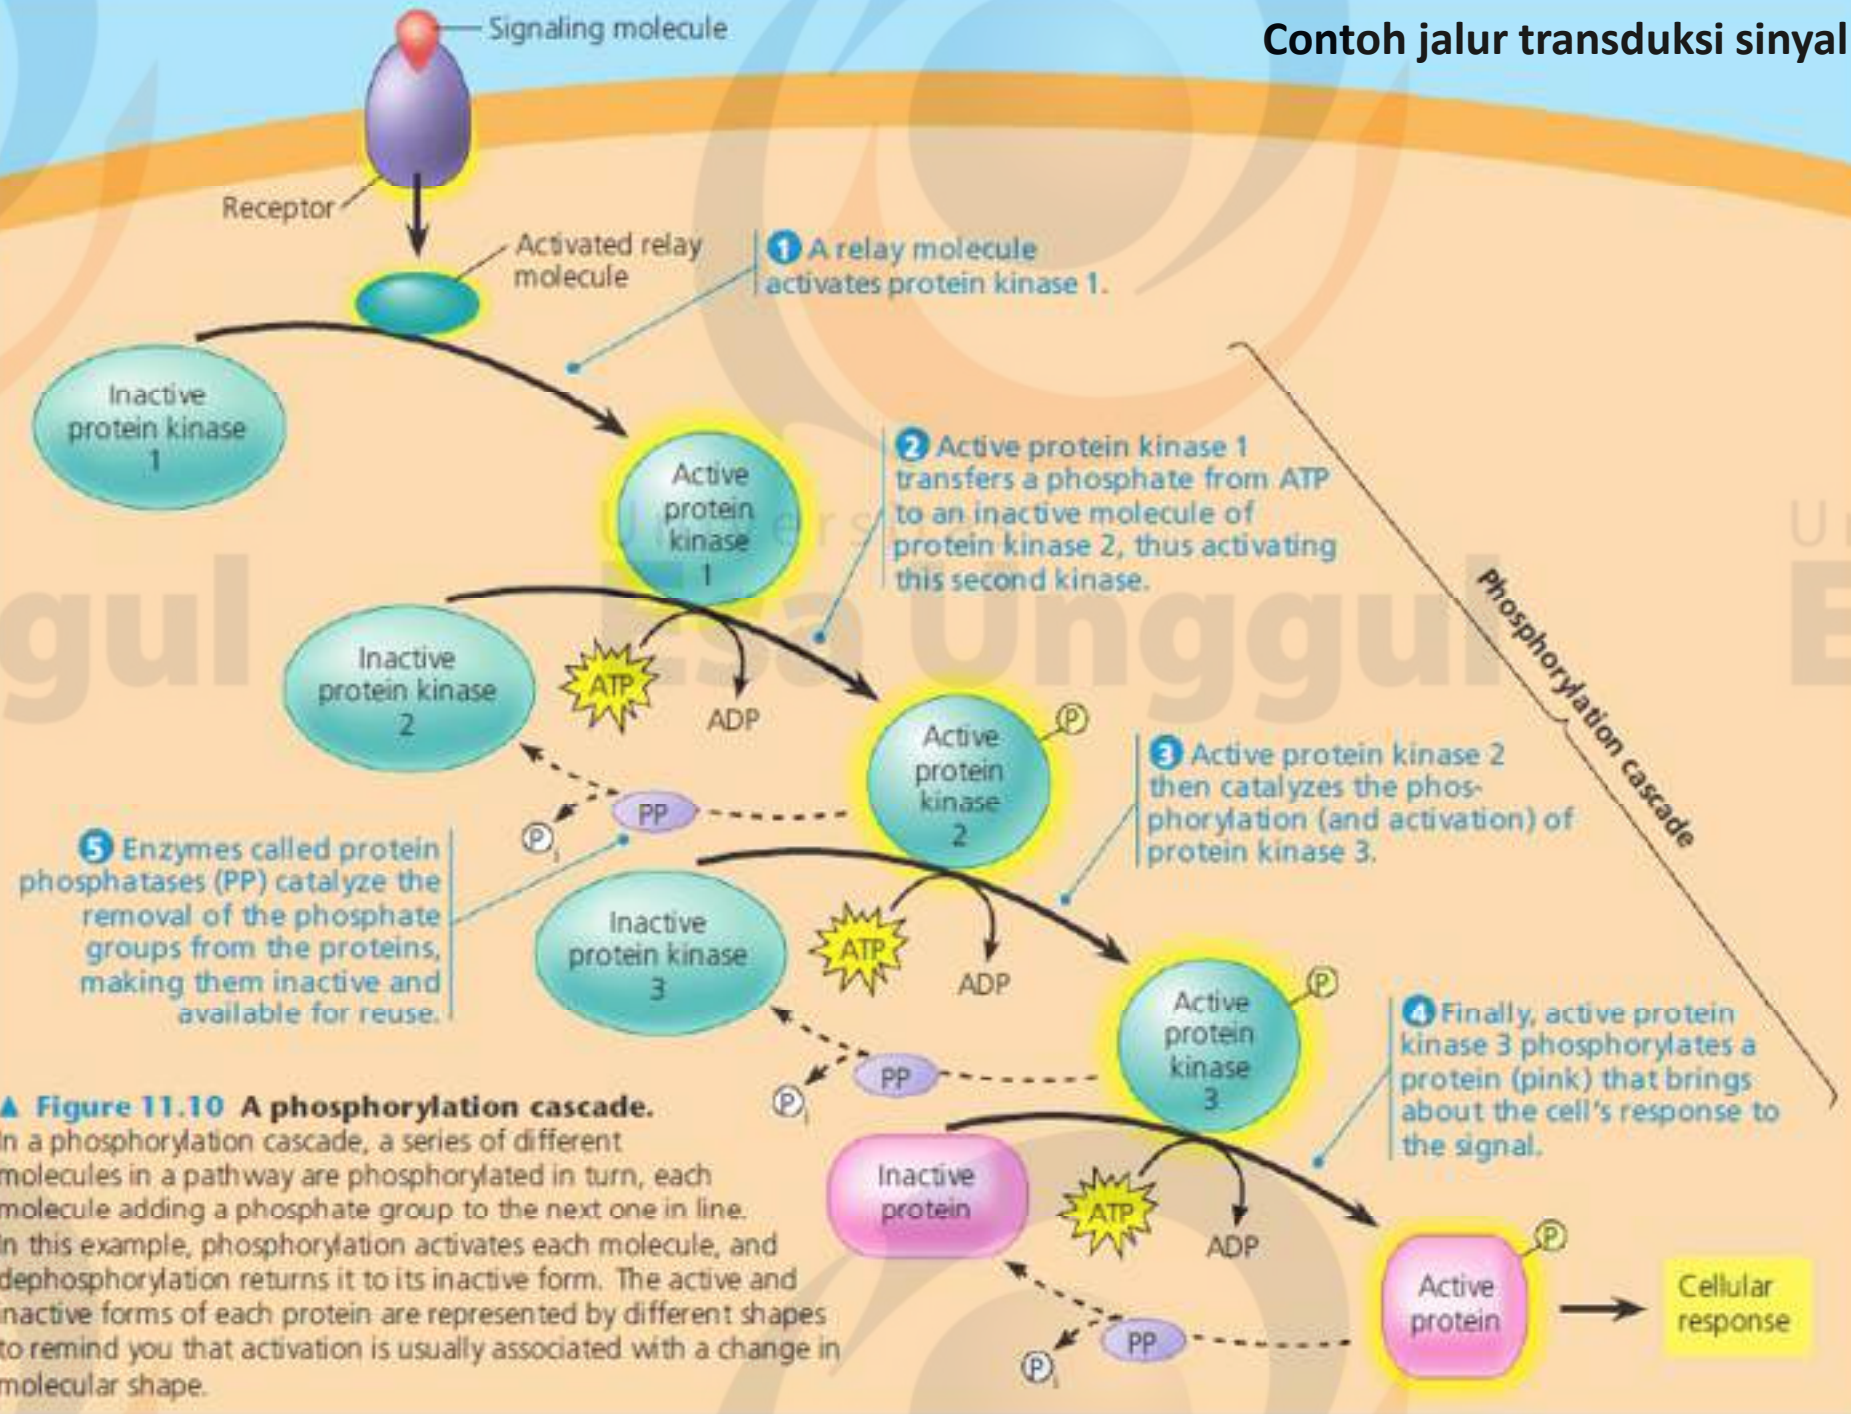 Contoh jalur transduksi sinyal
Signaling molecule
Receptor
Activated relay
molecule
1 A relay molecule
activates protein kinase 1.
Inactive
protein kinase
1
Active
protein
kinase
1
2 Active protein kinase 1
transfers a phosphate from ATP
to an inactive molecule of
protein kinase 2, thus activating
this second kinase.
Phosphorylation cascade
Inactive
protein kinase
2
ATP
ADP
Active
protein
kinase
2
P
3 Active protein kinase 2
then catalyzes the phos-
phorylation (and activation) of
protein kinase 3.
PP
P i
5 Enzymes called protein
phosphatases (PP) catalyze the
removal of the phosphate
groups from the proteins,
making them inactive and
available for reuse.
Inactive
protein kinase
3
ATP
ADP
Active
protein
kinase
3
P
4 Finally, active protein
kinase 3 phosphorylates a
protein (pink) that brings
about the cell's response to
the signal.
PP
P i
Inactive
protein
ATP
ADP
Active
protein
P
Cellular
response
PP
P i
▲ Figure 11.10 A phosphorylation cascade.
In a phosphorylation cascade, a series of different
molecules in a pathway are phosphorylated in turn, each
molecule adding a phosphate group to the next one in line.
In this example, phosphorylation activates each molecule, and
dephosphorylation returns it to its inactive form. The active and
inactive forms of each protein are represented by different shapes
to remind you that activation is usually associated with a change in
molecular shape.
Esa Unggul
gul